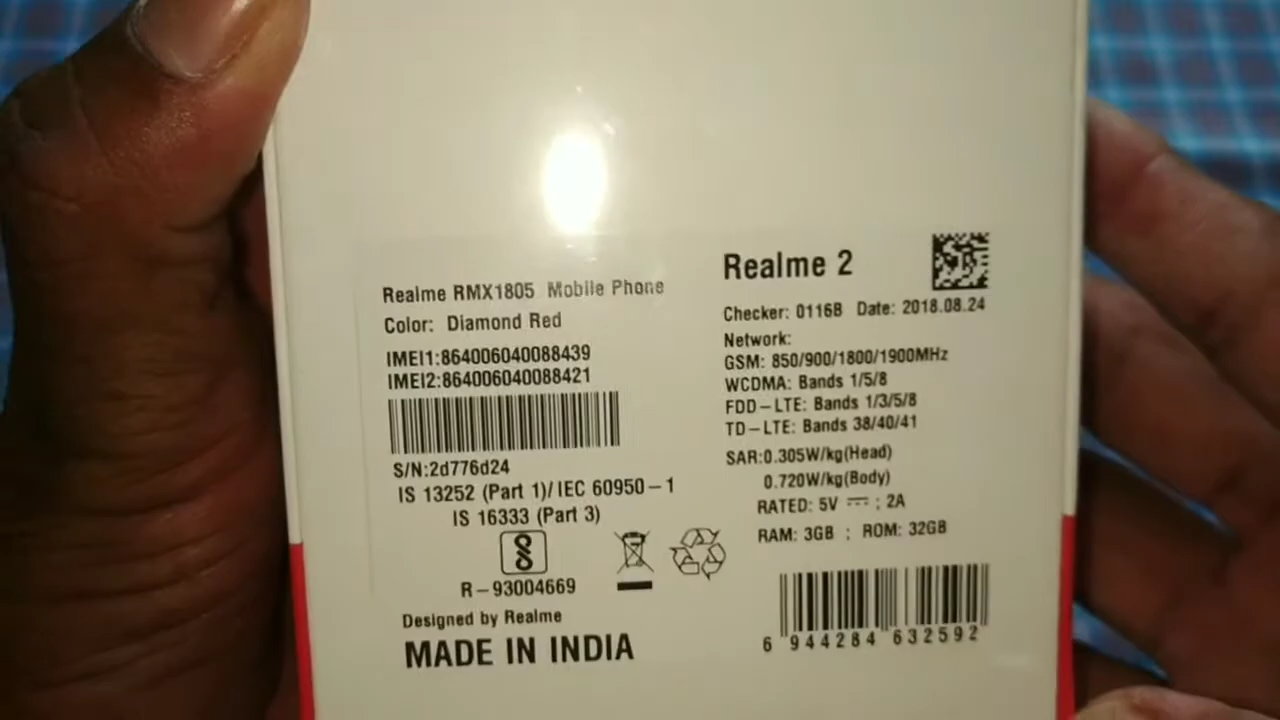 Realme RMX1805 Mobile Phone
Color: Diamond Red
IMEI1:864006040088439
IMEI2:864006040088421
S/N:2d776d24
IS 13252 (Part 1)/ IEC 60950-1
IS 16333 (Part 3)
R-93004669
Designed by Realme
MADE IN INDIA
Realme 2
Checker: 0116B Date: 2018.08.24
Network:
GSM: 850/900/1800/1900MHz
WCDMA: Bands 1/5/8
FDD-LTE: Bands 1/3/5/8
TD-LTE: Bands 38/40/41
SAR:0.305W/kg(Head)
0.720W/kg(Body)
RATED: 5V ⎓ ; 2A
RAM: 3GB ; ROM: 32GB
6 944284 632592